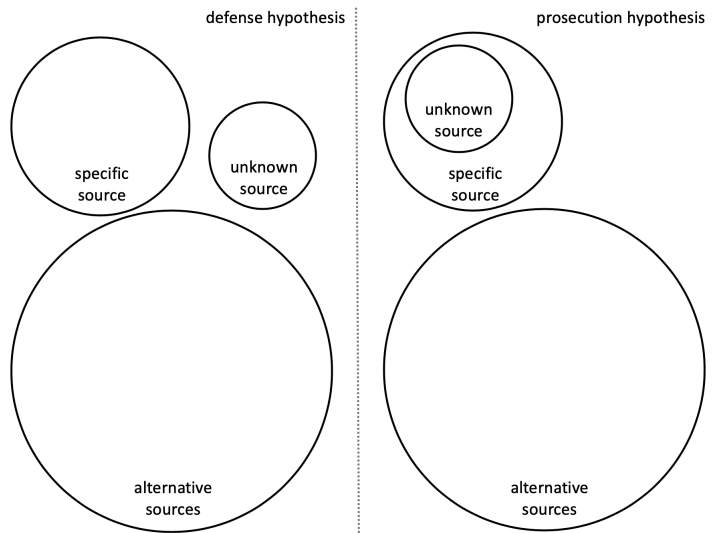 defense hypothesis
specific
source
unknown
source
alternative
sources
prosecution hypothesis
unknown
source
specific
source
alternative
sources